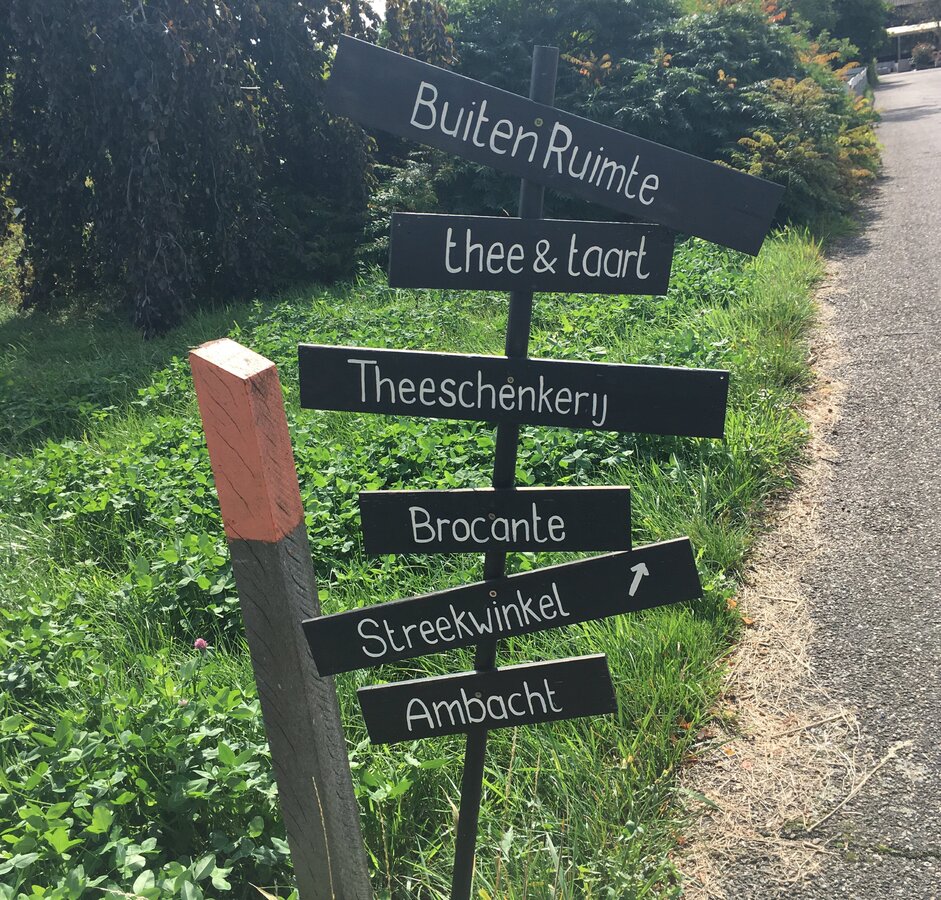 BuitenRuimte
thee & taart
Theeschenkerij
Brocante
Streekwinkel
Ambacht